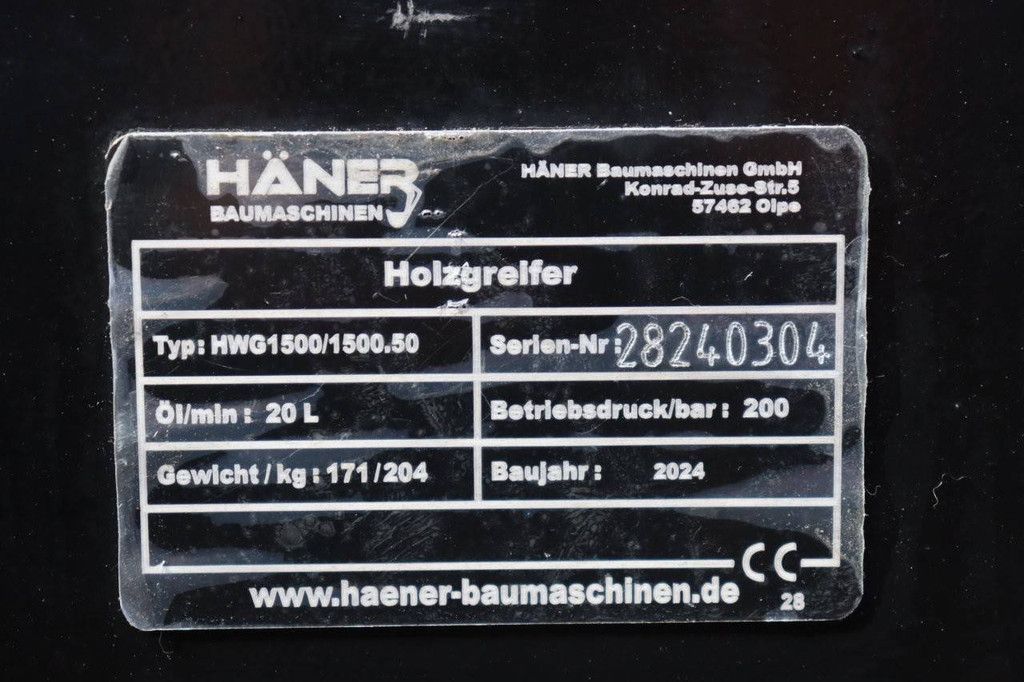 HÄNER
BAUMASCHINEN
HÄNER Baumaschinen GmbH
Konrad-Zuse-Str.5
57462 Olpe
Holzgreifer
Typ: HWG1500/1500.50
Serien-Nr: 28240304
Öl/min: 20 L
Betriebsdruck/bar: 200
Gewicht/kg: 171/204
Baujahr: 2024
CC
www.haener-baumaschinen.de
28